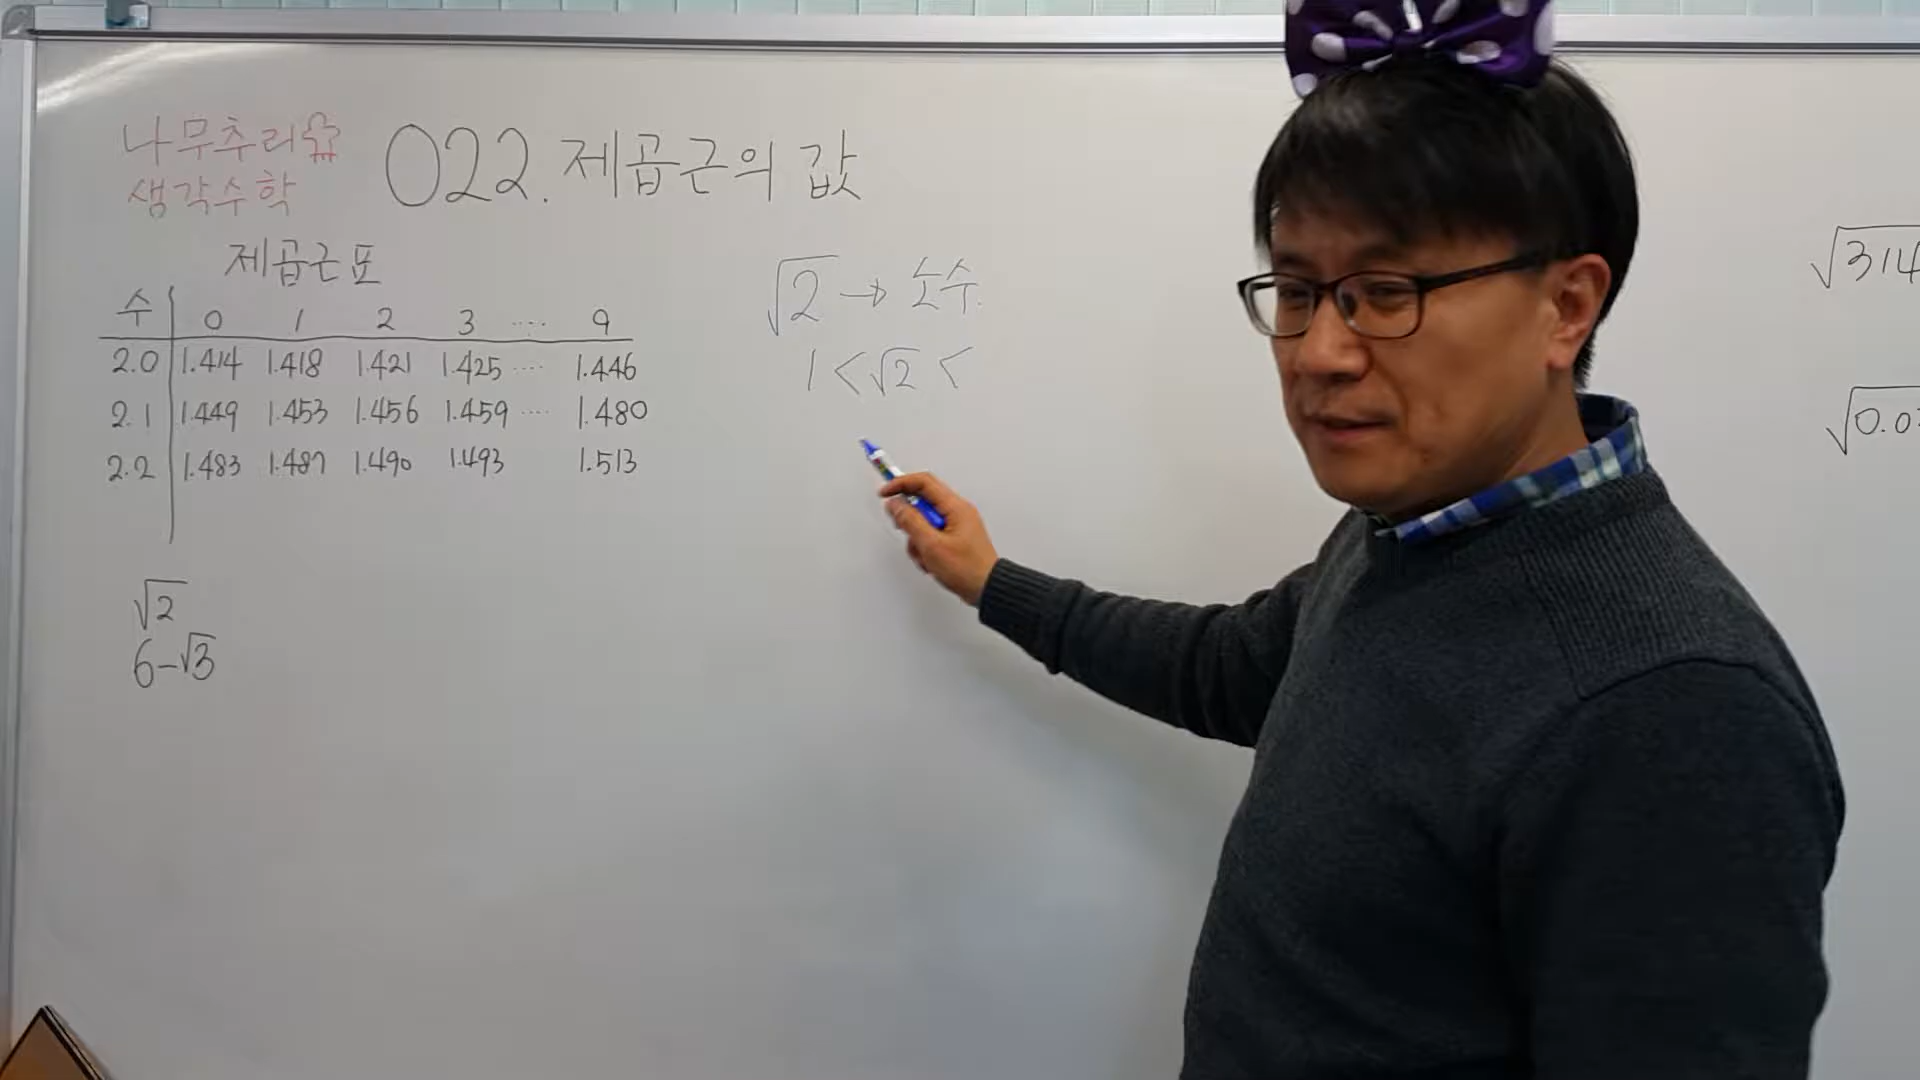 나무추리
생각수학
022. 제곱근의 값
제곱근표
수 0 1 2 3 ···· 9
2.0 1.414 1.418 1.421 1.425 ···· 1.446
2.1 1.449 1.453 1.456 1.459 ···· 1.480
2.2 1.483 1.487 1.490 1.493 1.513
√2
6-√3
√2 → 소수
1 < √2 <
√314
√0.0